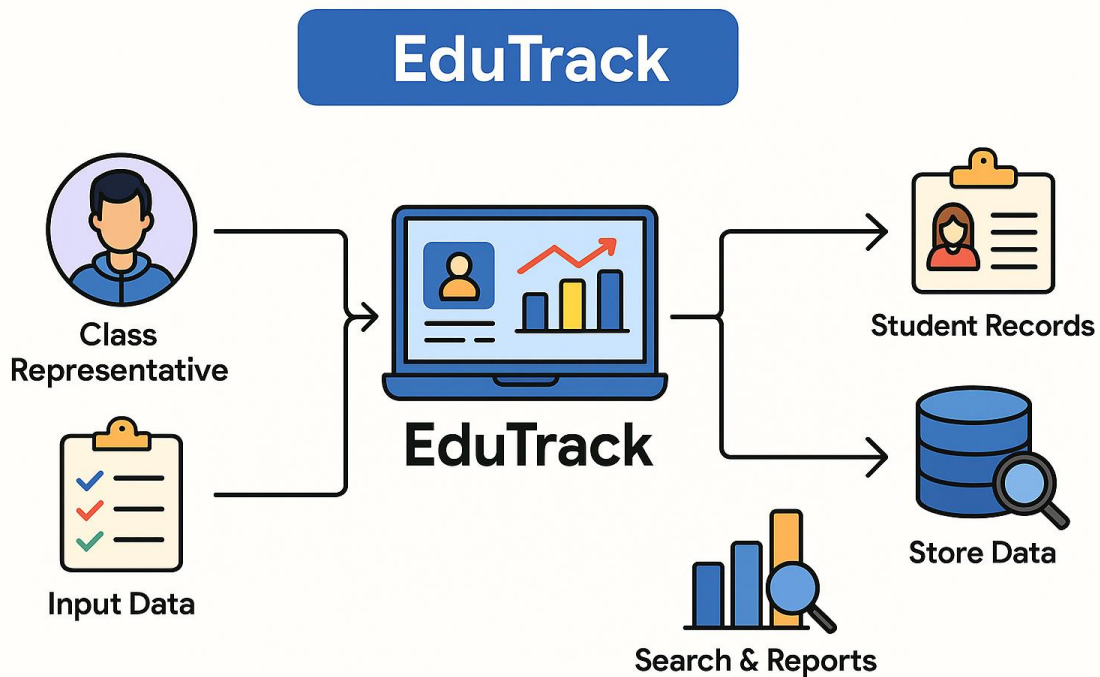 EduTrack
Class
Representative
Input Data
EduTrack
Student Records
Store Data
Search & Reports